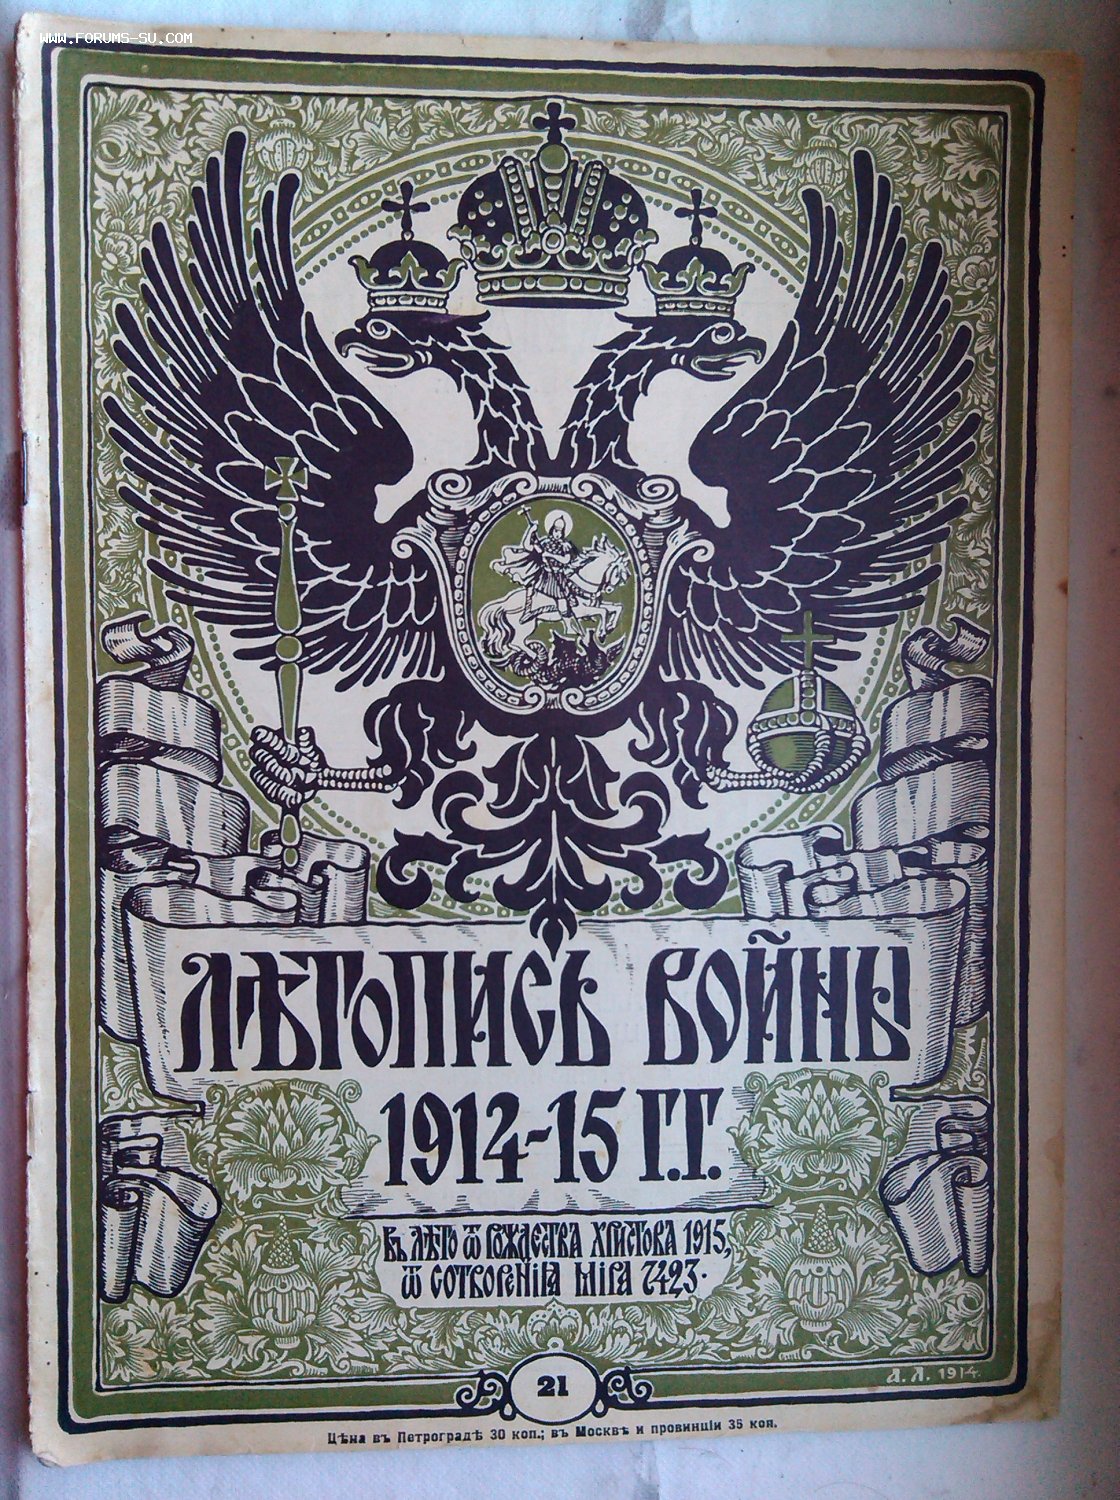 WWW.FORUMS-SU.COM
ЛѢТОПИСЬ ВОЙНЫ
1914-15 Г.Г.
ВЪ ЛѢТО Ѿ РОЖДЕСТВА ХРИСТОВА 1915,
Ѿ СОТВОРЕНІЯ МІРА 7423.
А. Л. 1914.
21
Цѣна въ Петроградѣ 30 коп.; въ Москвѣ и провинціи 35 коп.